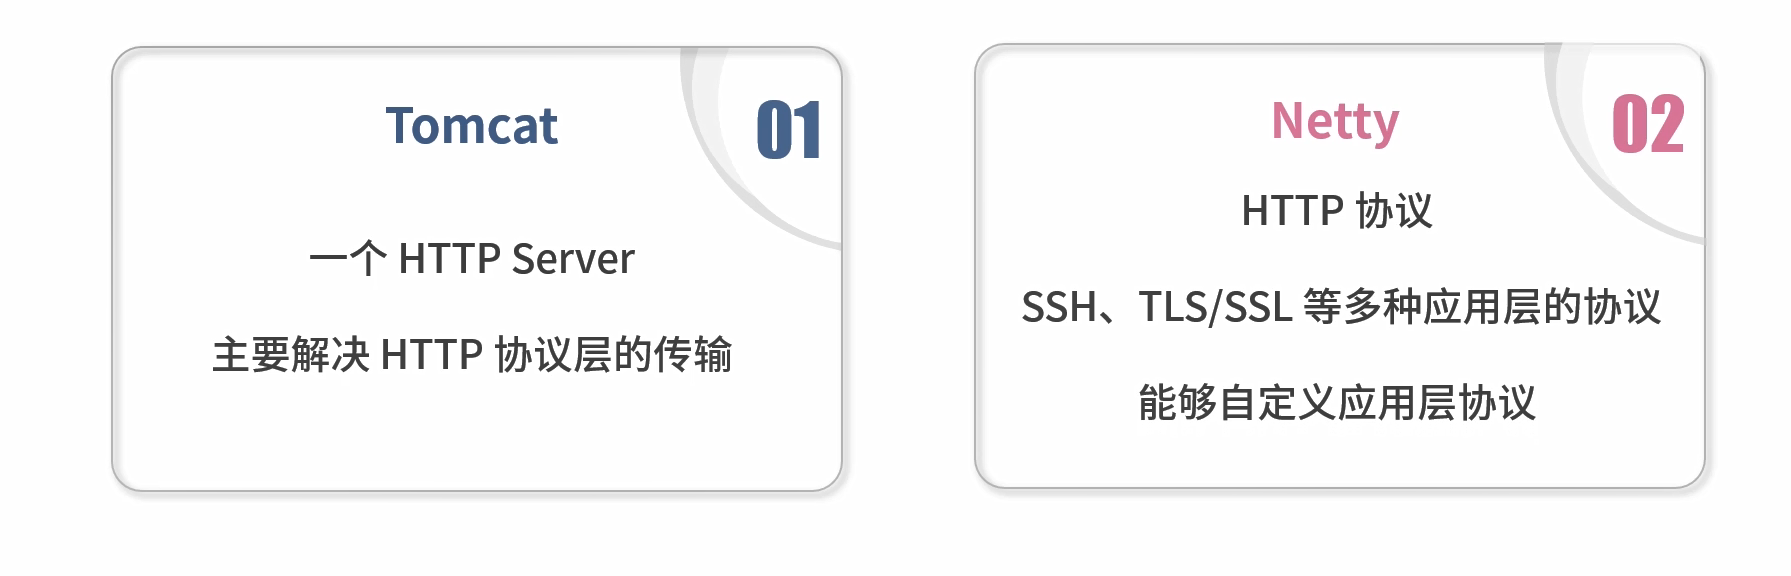 Tomcat
01
一个 HTTP Server
主要解决 HTTP 协议层的传输
Netty
02
HTTP 协议
SSH、TLS/SSL 等多种应用层的协议
能够自定义应用层协议